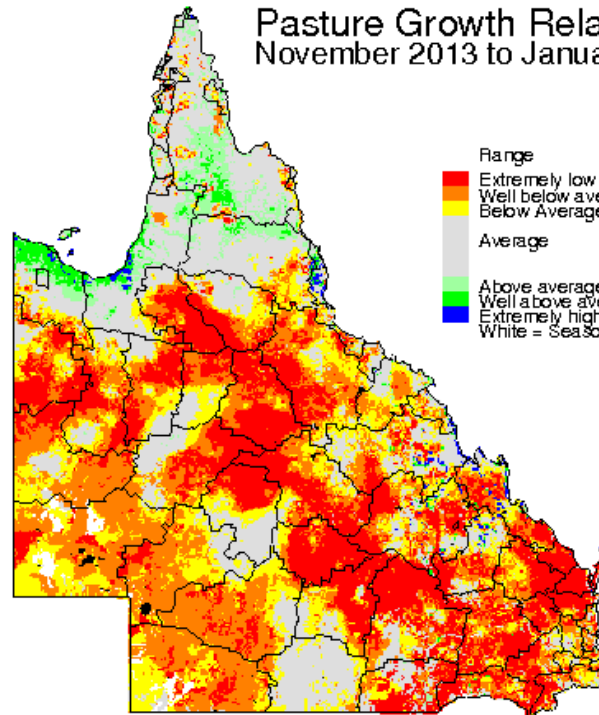 Pasture Growth Rela
November 2013 to Janua
Range
Extremely low
Well below ave
Below Average
Average
Above average
Well above ave
Extremely high
White = Seaso